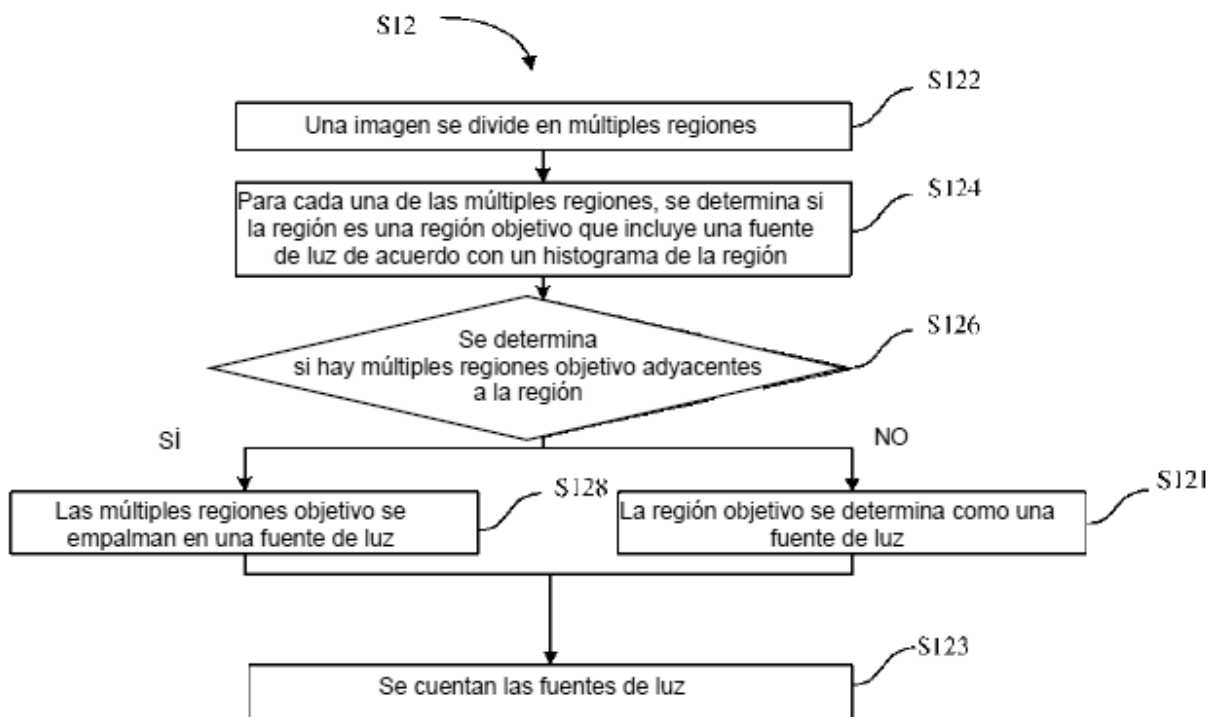 S12
S122
Una imagen se divide en múltiples regiones
S124
Para cada una de las múltiples regiones, se determina si
la región es una región objetivo que incluye una fuente
de luz de acuerdo con un histograma de la región
S126
Se determina
si hay múltiples regiones objetivo adyacentes
a la región
SÍ
NO
S128
S121
Las múltiples regiones objetivo se
empalman en una fuente de luz
La región objetivo se determina como una
fuente de luz
S123
Se cuentan las fuentes de luz